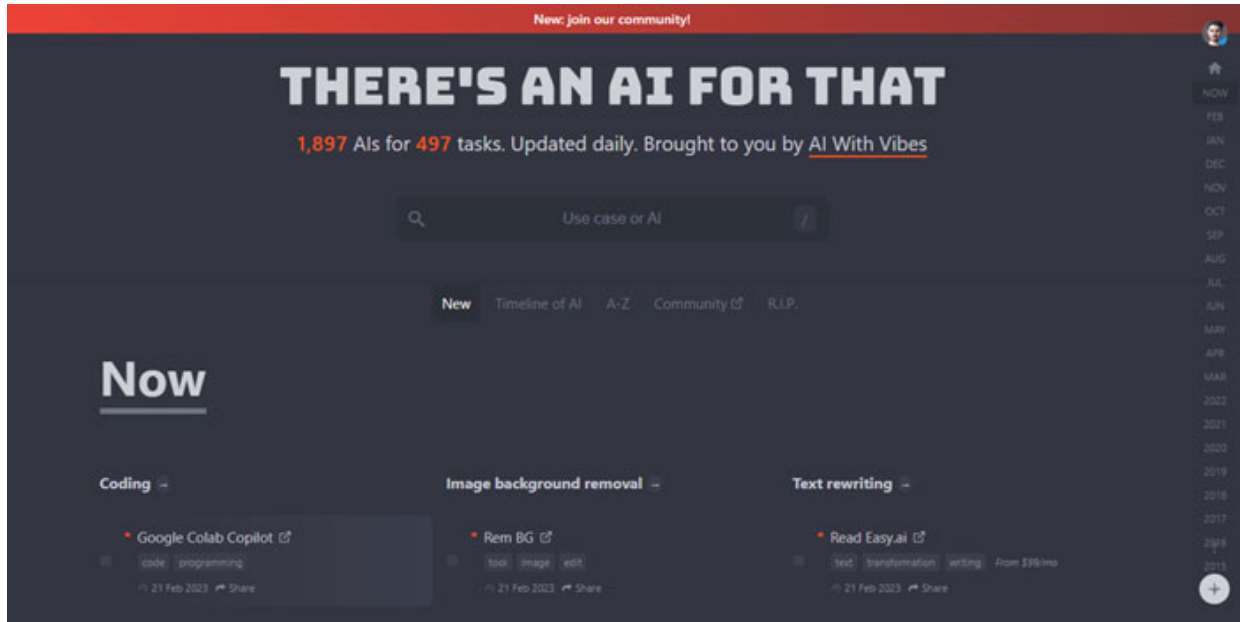 New: join our community!
THERE'S AN AI FOR THAT
1,897 AIs for 497 tasks. Updated daily. Brought to you by AI With Vibes
Use case or AI /
New Timeline of AI A-Z Community R.I.P.
Now
Coding → Image background removal → Text rewriting →
Google Colab Copilot Rem BG Read Easy.ai
code programming tool image edit text transformation writing From $99/mo
21 Feb 2023 Share 21 Feb 2023 Share 21 Feb 2023 Share
NOW
FEB
JAN
DEC
NOV
OCT
SEP
AUG
JUL
JUN
MAY
APR
MAR
2022
2021
2020
2019
2018
2017
2016
2015
+